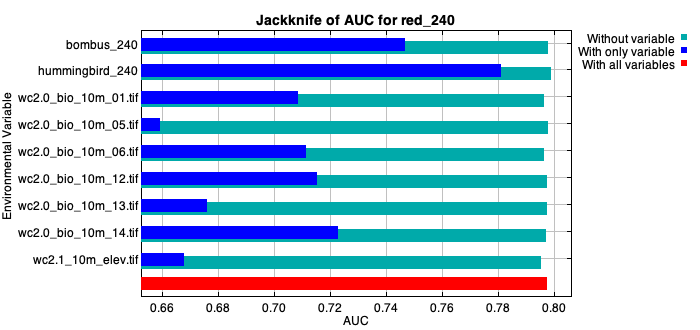 Jackknife of AUC for red_240
Without variable
With only variable
With all variables
Environmental Variable
bombus_240
hummingbird_240
wc2.0_bio_10m_01.tif
wc2.0_bio_10m_05.tif
wc2.0_bio_10m_06.tif
wc2.0_bio_10m_12.tif
wc2.0_bio_10m_13.tif
wc2.0_bio_10m_14.tif
wc2.1_10m_elev.tif
0.66 0.68 0.70 0.72 0.74 0.76 0.78 0.80
AUC